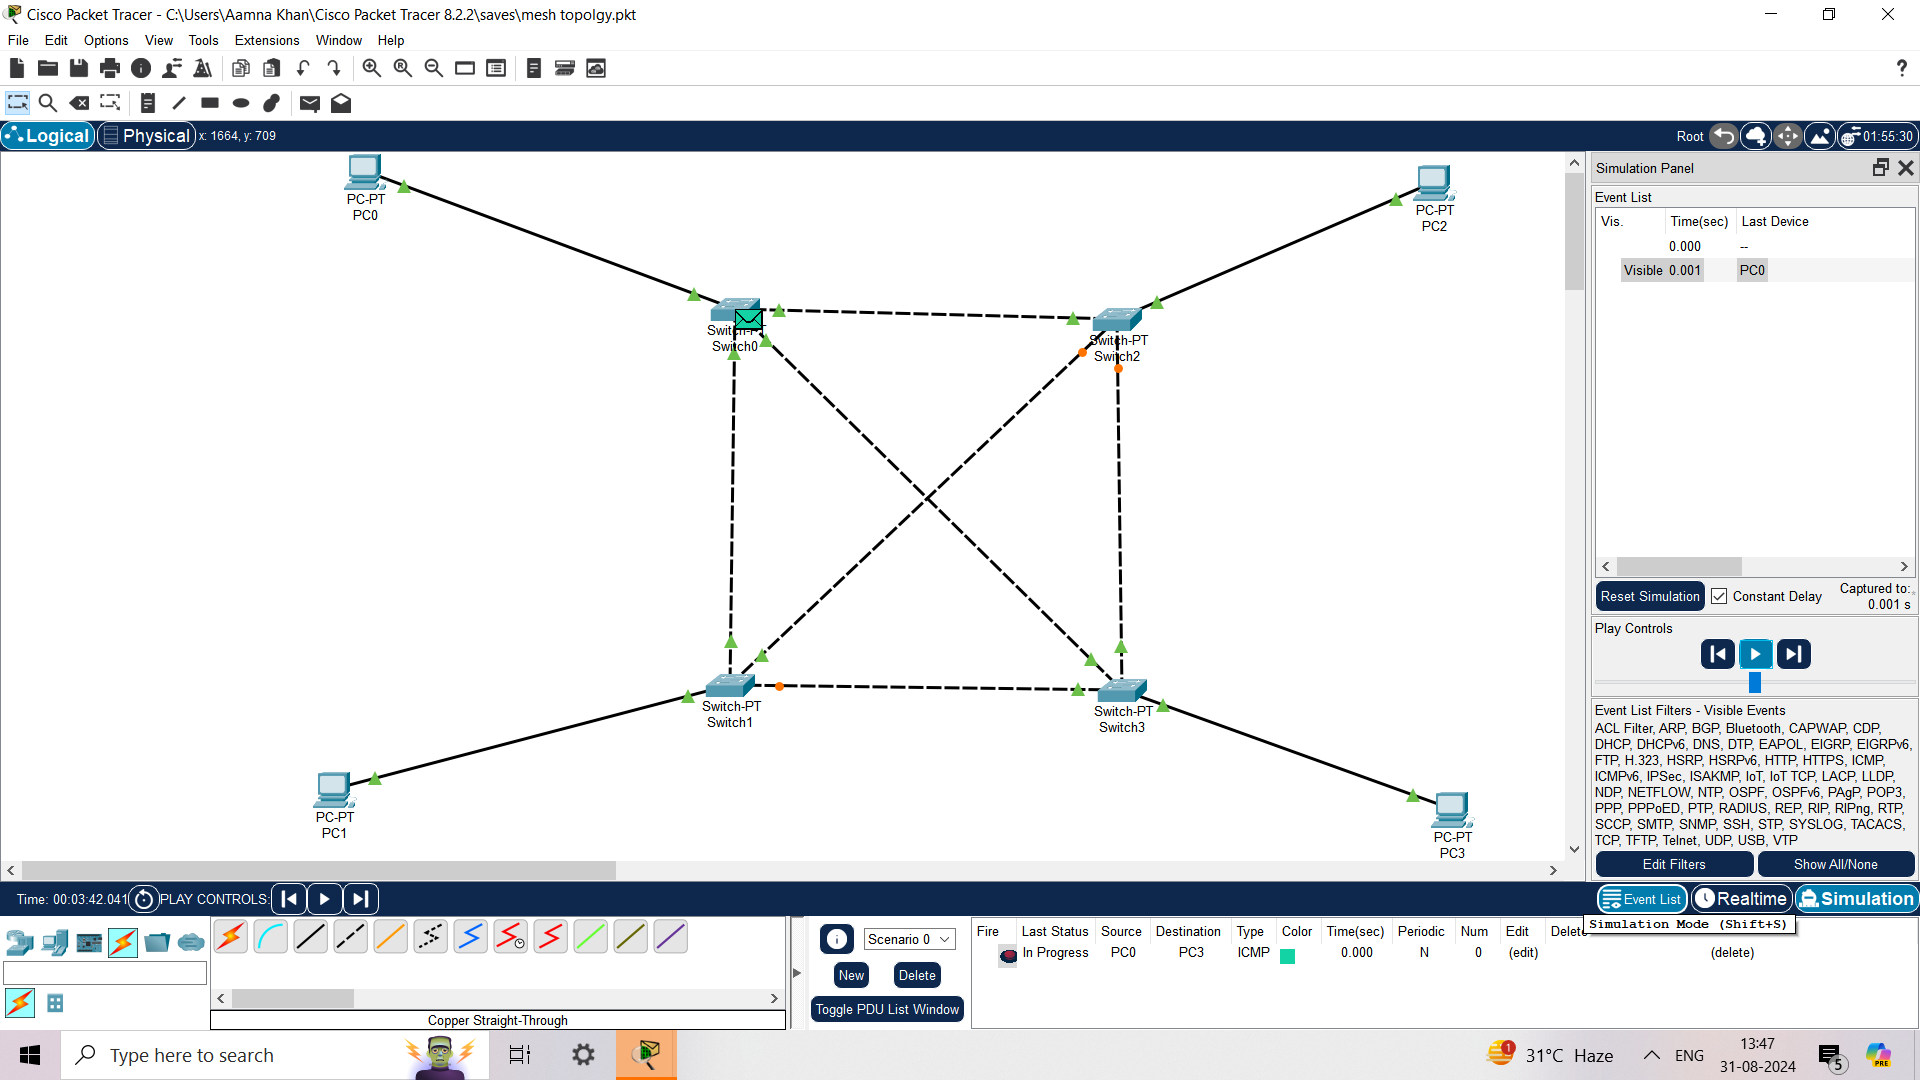 Cisco Packet Tracer - C:\Users\Aamna Khan\Cisco Packet Tracer 8.2.2\saves\mesh topolgy.pkt
File Edit Options View Tools Extensions Window Help
Logical Physical x: 1664, y: 709 Root 01:55:30
PC-PT
PC0
PC-PT
PC2
Switch-PT
Switch0
Switch-PT
Switch2
Switch-PT
Switch1
Switch-PT
Switch3
PC-PT
PC1
PC-PT
PC3
Simulation Panel
Event List
Vis. Time(sec) Last Device
0.000 --
Visible 0.001 PC0
Reset Simulation Constant Delay Captured to:
0.001 s
Play Controls
Event List Filters - Visible Events
ACL Filter, ARP, BGP, Bluetooth, CAPWAP, CDP,
DHCP, DHCPv6, DNS, DTP, EAPOL, EIGRP, EIGRPv6,
FTP, H.323, HSRP, HSRPv6, HTTP, HTTPS, ICMP,
ICMPv6, IPSec, ISAKMP, IoT, IoT TCP, LACP, LLDP,
NDP, NETFLOW, NTP, OSPF, OSPFv6, PAgP, POP3,
PPP, PPPoED, PTP, RADIUS, REP, RIP, RIPng, RTP,
SCCP, SMTP, SNMP, SSH, STP, SYSLOG, TACACS,
TCP, TFTP, Telnet, UDP, USB, VTP
Edit Filters Show All/None
Time: 00:03:42.041 PLAY CONTROLS: Event List Realtime Simulation
Simulation Mode (Shift+S)
Scenario 0
New Delete
Toggle PDU List Window
Fire Last Status Source Destination Type Color Time(sec) Periodic Num Edit Delete
In Progress PC0 PC3 ICMP 0.000 N 0 (edit) (delete)
Copper Straight-Through
Type here to search
1 31°C Haze ENG 13:47
31-08-2024 5 PRE